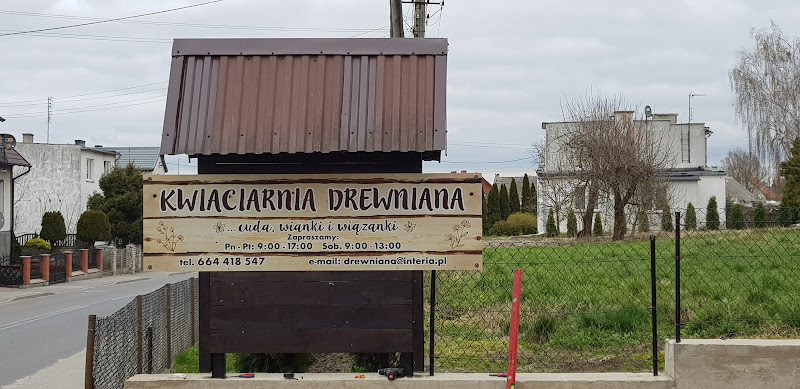 KWIACIARNIA DREWNIANA
...cuda, wianki i wiązanki
Zapraszamy:
Pn - Pt: 9:00 - 17:00 Sob. 9:00 - 13:00
tel. 664 418 547 e-mail: drewniana@interia.pl